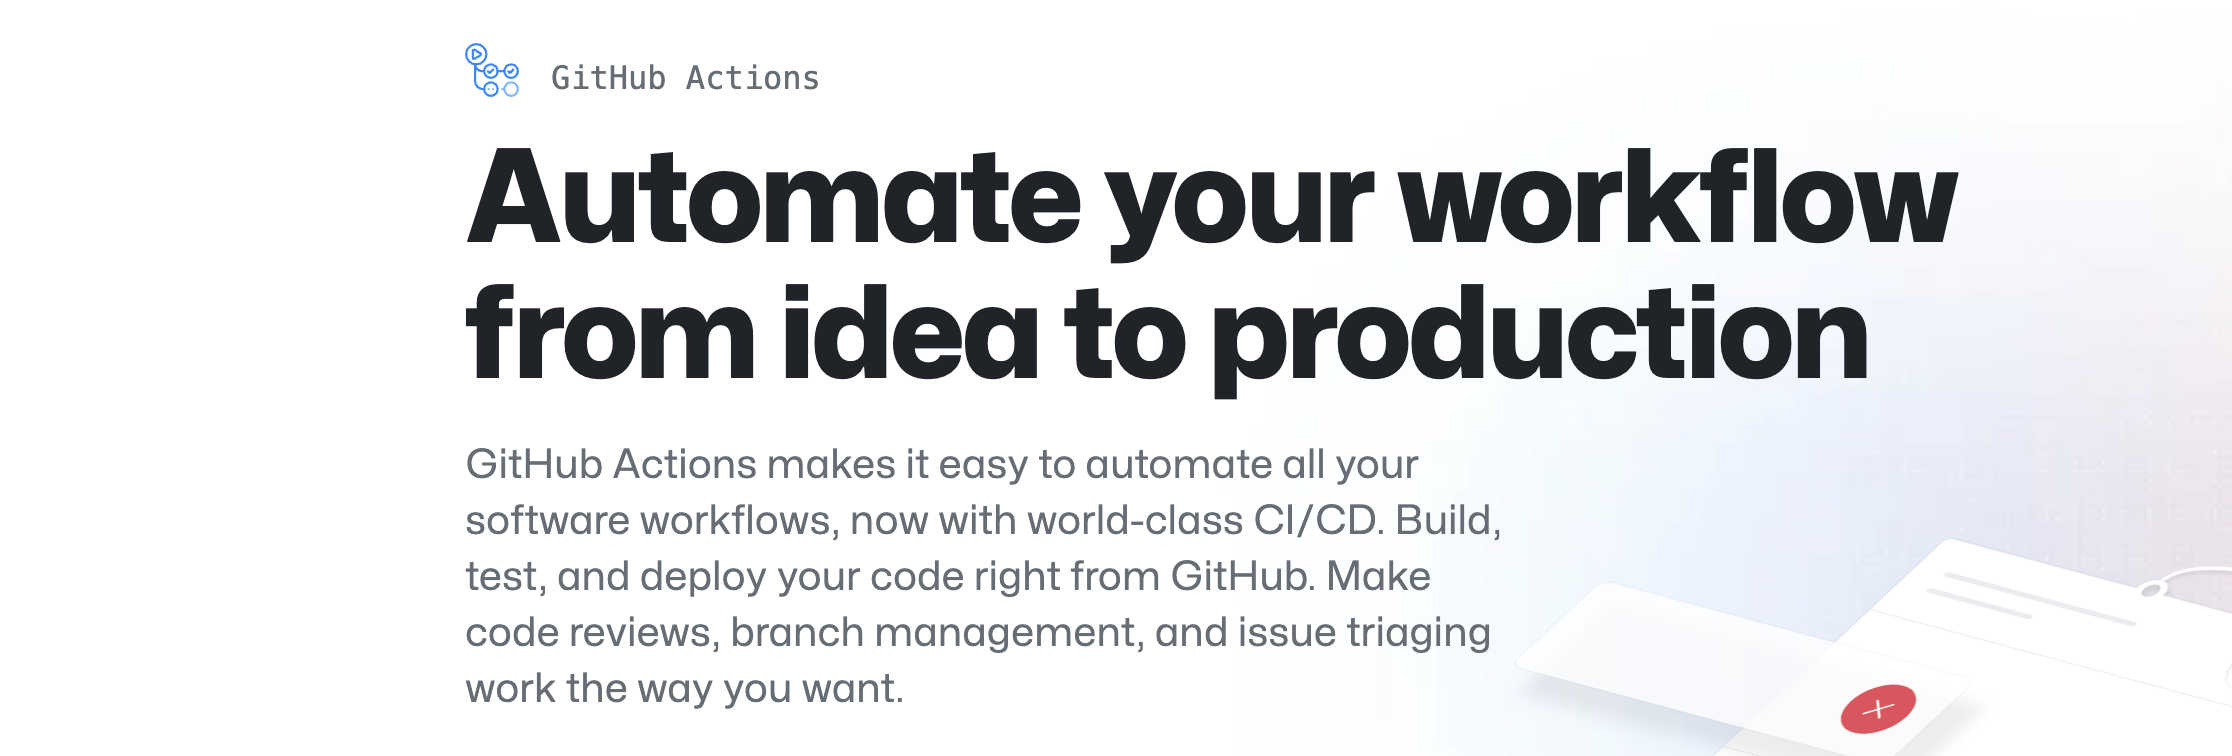 GitHub Actions
Automate your workflow
from idea to production
GitHub Actions makes it easy to automate all your
software workflows, now with world-class CI/CD. Build,
test, and deploy your code right from GitHub. Make
code reviews, branch management, and issue triaging
work the way you want.